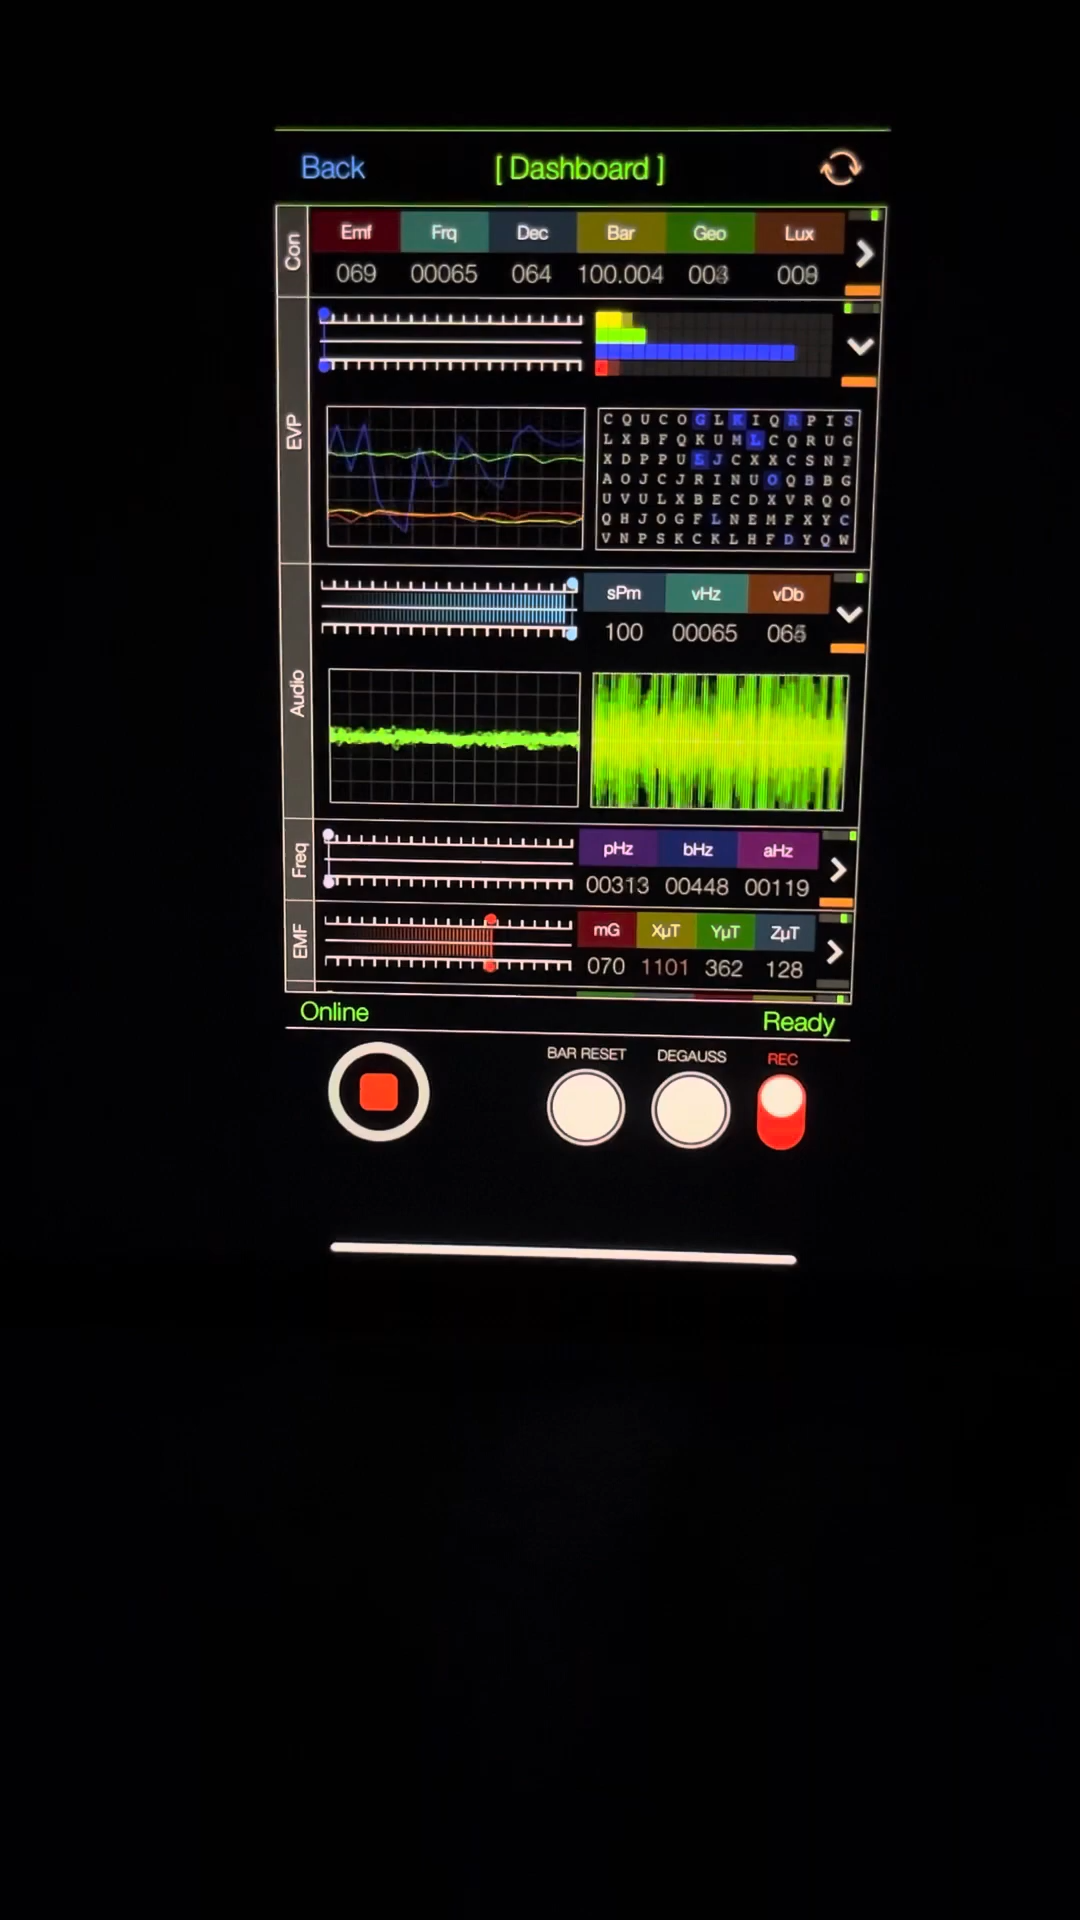 Back [ Dashboard ]
Con
Emf Frq Dec Bar Geo Lux
069 00065 064 100.004
EVP
C Q U C O G L K I Q R P I S
L X B F Q K U M L C Q R U G
X D P P U L J C X X C S N
A O J C J R I N U O Q B B G
U V U L X B E C D X V R Q O
Q H J O G F L N E M F X Y C
V N P S K C K L H F D Y Q W
Audio
sPm vHz vDb
100 00065
Freq
pHz bHz aHz
00313 00448 00119
EMF
mG XµT YµT ZµT
070 1101 362 128
Online Ready
BAR RESET DEGAUSS REC